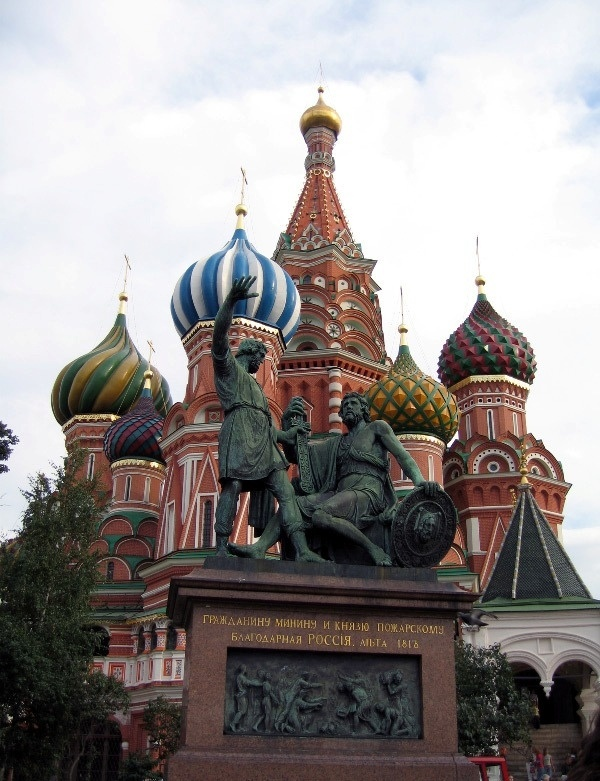 ГРАЖДАНИНУ МИНИНУ И КНЯЗЮ ПОЖАРСКОМУ
БЛАГОДАРНАЯ РОССІЯ. ЛѢТА 1818.